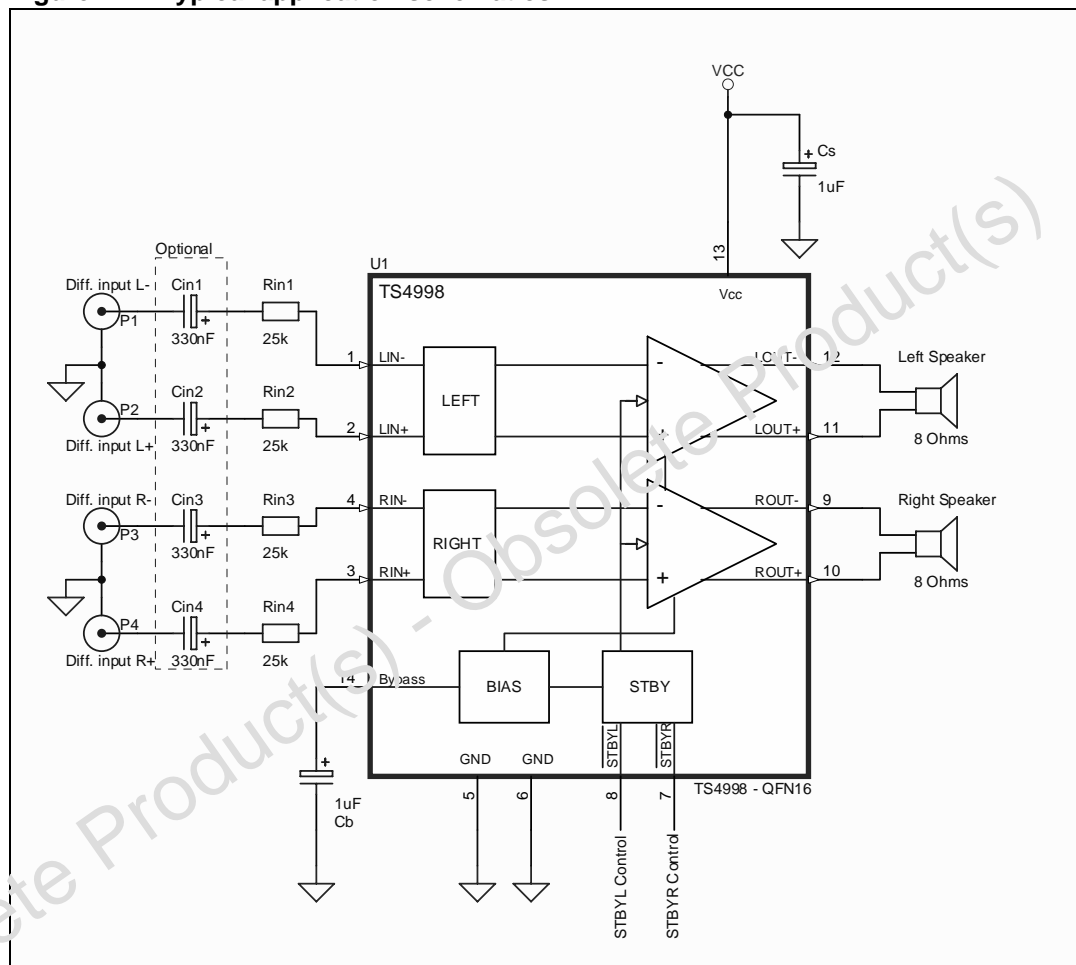 Typical application schematics
VCC
+ Cs
1uF
13
Optional
U1
TS4998
Vcc
Diff. input L-
P1
Cin1
+
330nF
Rin1
25k
1
LIN-
P2
Diff. input L+
Cin2
+
330nF
Rin2
25k
2
LIN+
LEFT
-
+
LOUT-
12
LOUT+
11
Left Speaker
8 Ohms
Diff. input R-
P3
Cin3
+
330nF
Rin3
25k
4
RIN-
P4
Diff. input R+
Cin4
+
330nF
Rin4
25k
3
RIN+
RIGHT
-
+
ROUT-
9
ROUT+
10
Right Speaker
8 Ohms
14
Bypass
BIAS
STBY
STBYL
STBYR
GND
GND
5
6
8
7
TS4998 - QFN16
+
1uF
Cb
STBYL Control
STBYR Control
ete Product(s) - Obsolete Product(s)